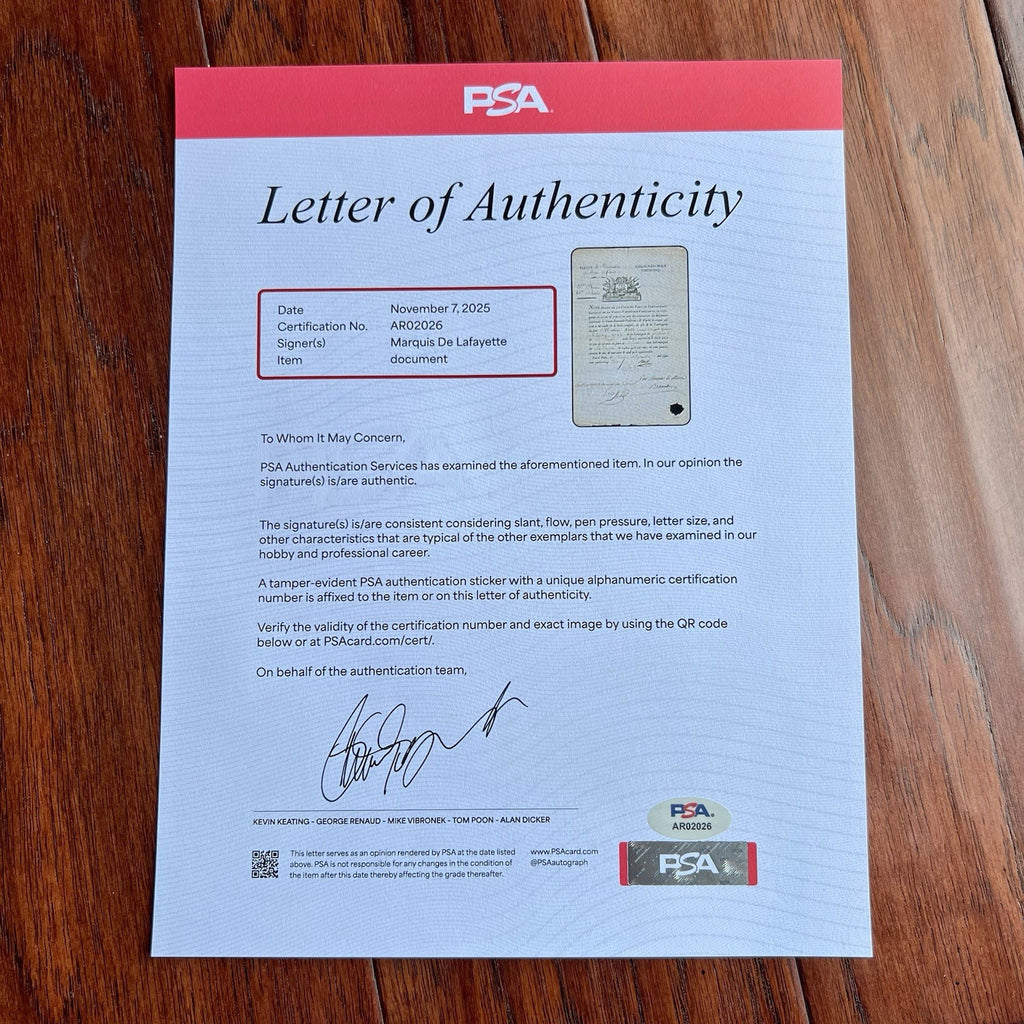 PSA
Letter of Authenticity
Date November 7, 2025
Certification No. AR02026
Signer(s) Marquis De Lafayette
Item document
To Whom It May Concern,
PSA Authentication Services has examined the aforementioned item. In our opinion the
signature(s) is/are authentic.
The signature(s) is/are consistent considering slant, flow, pen pressure, letter size, and
other characteristics that are typical of the other exemplars that we have examined in our
hobby and professional career.
A tamper-evident PSA authentication sticker with a unique alphanumeric certification
number is affixed to the item or on this letter of authenticity.
Verify the validity of the certification number and exact image by using the QR code
below or at PSAcard.com/cert/.
On behalf of the authentication team,
KEVIN KEATING - GEORGE RENAUD - MIKE VIBRONEK - TOM POON - ALAN DICKER
This letter serves as an opinion rendered by PSA at the date listed
above. PSA is not responsible for any changes in the condition of
the item after this date thereby affecting the grade thereafter.
www.PSAcard.com
@PSAautograph
PSA
AR02026
PSA